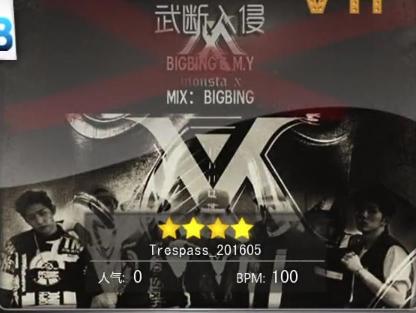 武断入侵
BIGBING & M.Y
monsta x
MIX: BIGBING
Trespass_201605
人气: 0
BPM: 100